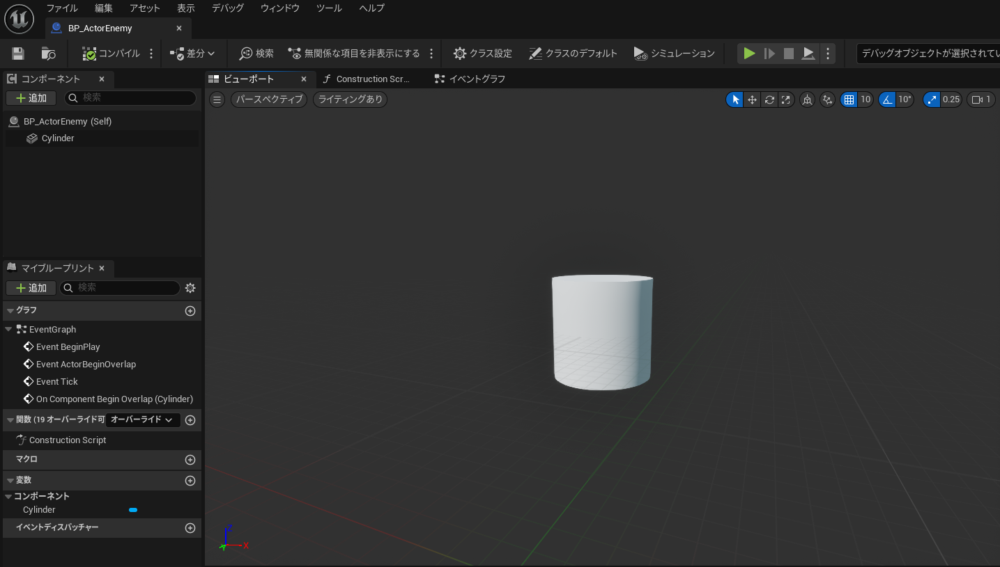 ファイル 編集 アセット 表示 デバッグ ウィンドウ ツール ヘルプ
BP_ActorEnemy
コンパイル 差分 検索 無関係な項目を非表示にする クラス設定 クラスのデフォルト シミュレーション デバッグオブジェクトが選択されてい
コンポーネント
追加 検索
BP_ActorEnemy (Self)
Cylinder
マイブループリント
追加 検索
グラフ
EventGraph
Event BeginPlay
Event ActorBeginOverlap
Event Tick
On Component Begin Overlap (Cylinder)
関数 (19 オーバーライド可 オーバーライド
Construction Script
マクロ
変数
コンポーネント
Cylinder
イベントディスパッチャー
ビューポート Construction Scr... イベントグラフ
パースペクティブ ライティングあり 10 10° 0.25 1
Z
X
Y